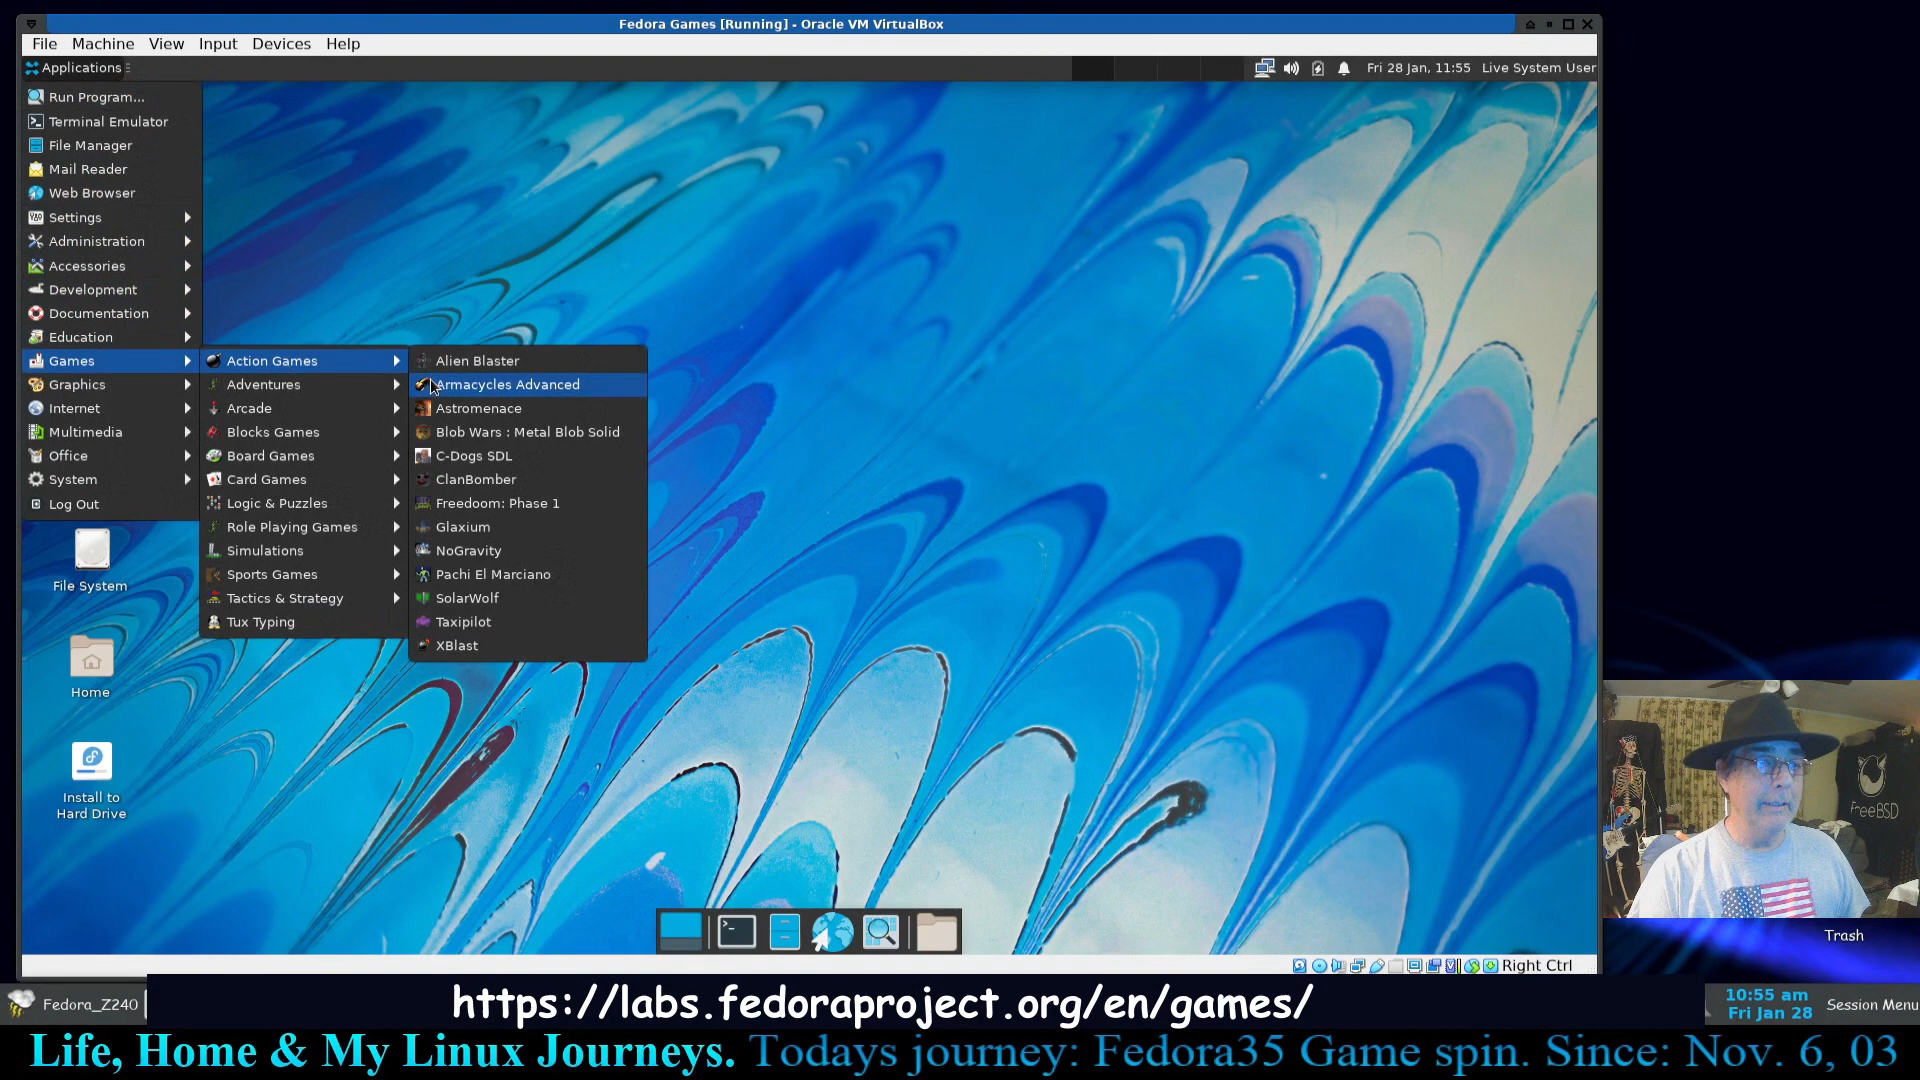 Fedora Games [Running] - Oracle VM VirtualBox
File Machine View Input Devices Help
Applications
Fri 28 Jan, 11:55 Live System User
Run Program...
Terminal Emulator
File Manager
Mail Reader
Web Browser
Settings
Administration
Accessories
Development
Documentation
Education
Games
Graphics
Internet
Multimedia
Office
System
Log Out
Action Games
Adventures
Arcade
Blocks Games
Board Games
Card Games
Logic & Puzzles
Role Playing Games
Simulations
Sports Games
Tactics & Strategy
Tux Typing
Alien Blaster
Armacycles Advanced
Astromenace
Blob Wars : Metal Blob Solid
C-Dogs SDL
ClanBomber
Freedoom: Phase 1
Glaxium
NoGravity
Pachi El Marciano
SolarWolf
Taxipilot
XBlast
File System
Home
Install to
Hard Drive
FreeBSD
Trash
Right Ctrl
Fedora_Z240
https://labs.fedoraproject.org/en/games/
10:55 am
Fri Jan 28
Session Menu
Life, Home & My Linux Journeys. Todays journey: Fedora35 Game spin. Since: Nov. 6, 03